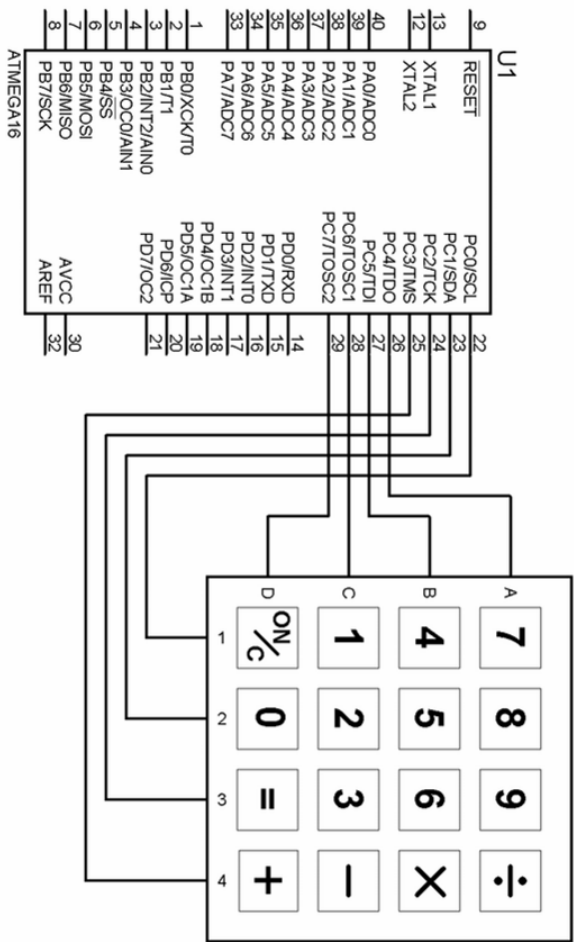 U1
9 RESET PC0/SCL 22
PC1/SDA 23
13 XTAL1 PC2/TCK 24
12 XTAL2 PC3/TMS 25
PC4/TDO 26
40 PA0/ADC0 PC5/TDI 27
39 PA1/ADC1 PC6/TOSC1 28
38 PA2/ADC2 PC7/TOSC2 29
37 PA3/ADC3
36 PA4/ADC4 PD0/RXD 14
35 PA5/ADC5 PD1/TXD 15
34 PA6/ADC6 PD2/INT0 16
33 PA7/ADC7 PD3/INT1 17
PD4/OC1B 18
1 PB0/XCK/T0 PD5/OC1A 19
2 PB1/T1 PD6/ICP 20
3 PB2/INT2/AIN0 PD7/OC2 21
4 PB3/OC0/AIN1
5 PB4/SS
6 PB5/MOSI
7 PB6/MISO AVCC 30
8 PB7/SCK AREF 32
ATMEGA16
A 7 8 9 ÷
B 4 5 6 ×
C 1 2 3 −
D ON/C 0 = +
1 2 3 4